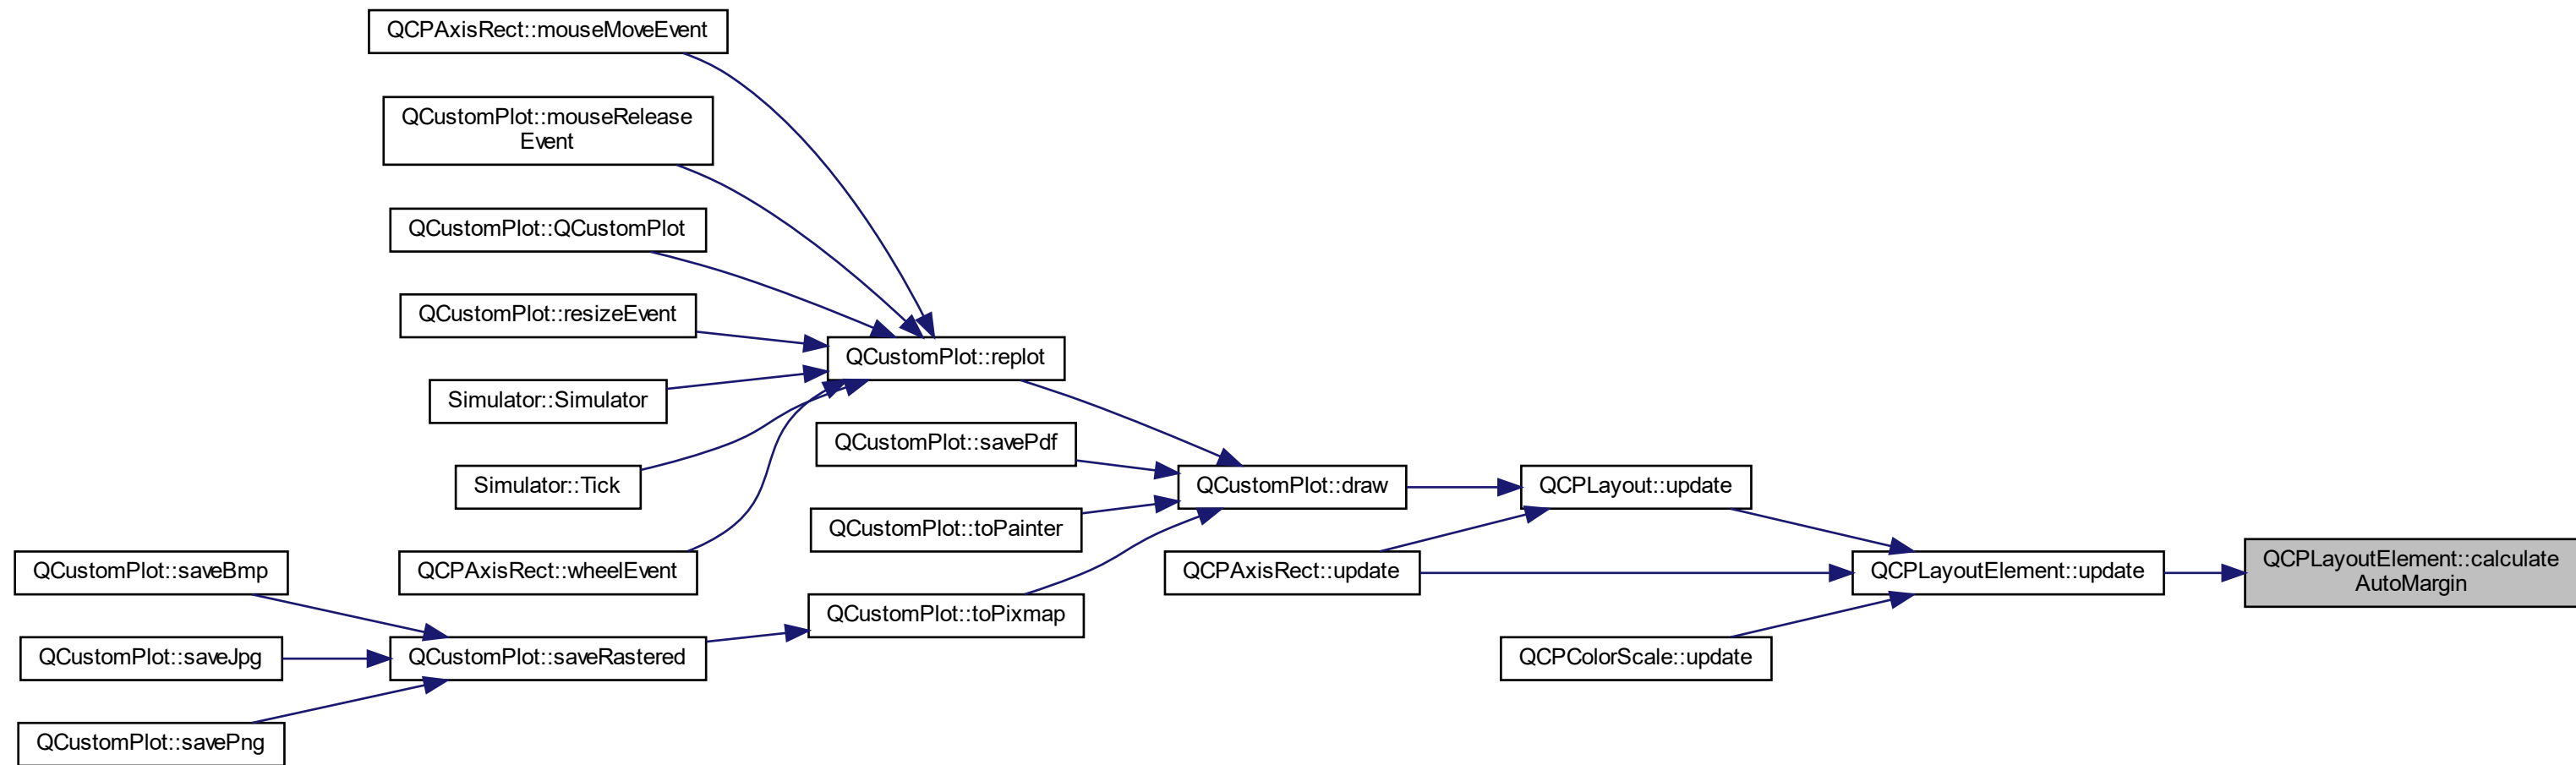 QCPAxisRect::mouseMoveEvent
QCustomPlot::mouseRelease
Event
QCustomPlot::QCustomPlot
QCustomPlot::resizeEvent
QCustomPlot::replot
Simulator::Simulator
QCustomPlot::savePdf
Simulator::Tick
QCustomPlot::draw
QCPLayout::update
QCustomPlot::toPainter
QCustomPlot::saveBmp
QCPAxisRect::wheelEvent
QCPAxisRect::update
QCPLayoutElement::update
QCPLayoutElement::calculate
AutoMargin
QCustomPlot::toPixmap
QCustomPlot::saveJpg
QCustomPlot::saveRastered
QCPColorScale::update
QCustomPlot::savePng